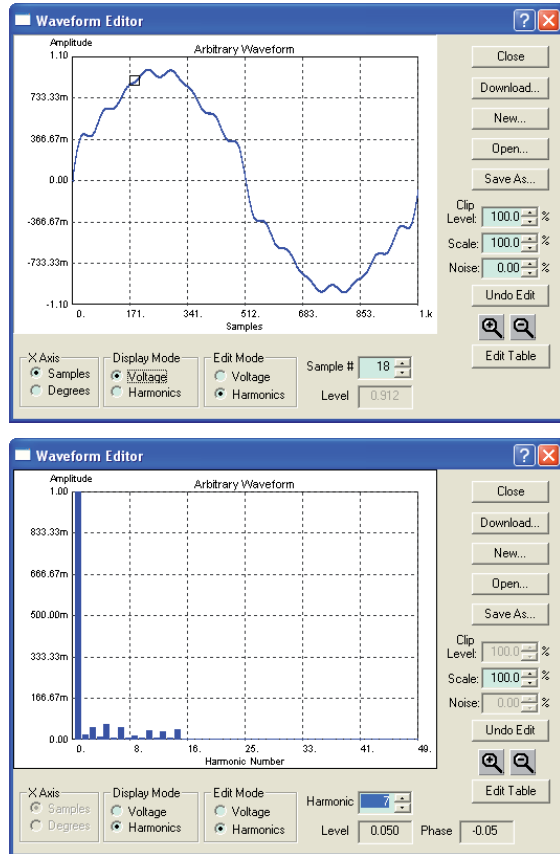 Waveform Editor
Amplitude
Arbitrary Waveform
1.10
733.33m
366.67m
0.00
-366.67m
-733.33m
-1.10
0. 171. 341. 512. 683. 853. 1.k
Samples
Close
Download...
New...
Open...
Save As...
Clip Level: 100.0 %
Scale: 100.0 %
Noise: 0.00 %
Undo Edit
Edit Table
X Axis
Samples
Degrees
Display Mode
Voltage
Harmonics
Edit Mode
Voltage
Harmonics
Sample # 18
Level 0.912
Waveform Editor
Amplitude
Arbitrary Waveform
1.00
833.33m
666.67m
500.00m
333.33m
166.67m
0.00
0. 8. 16. 25. 33. 41. 49.
Harmonic Number
Close
Download...
New...
Open...
Save As...
Clip Level: 100.0 %
Scale: 100.0 %
Noise: 0.00 %
Undo Edit
Edit Table
X Axis
Samples
Degrees
Display Mode
Voltage
Harmonics
Edit Mode
Voltage
Harmonics
Harmonic 7
Level 0.050 Phase -0.05